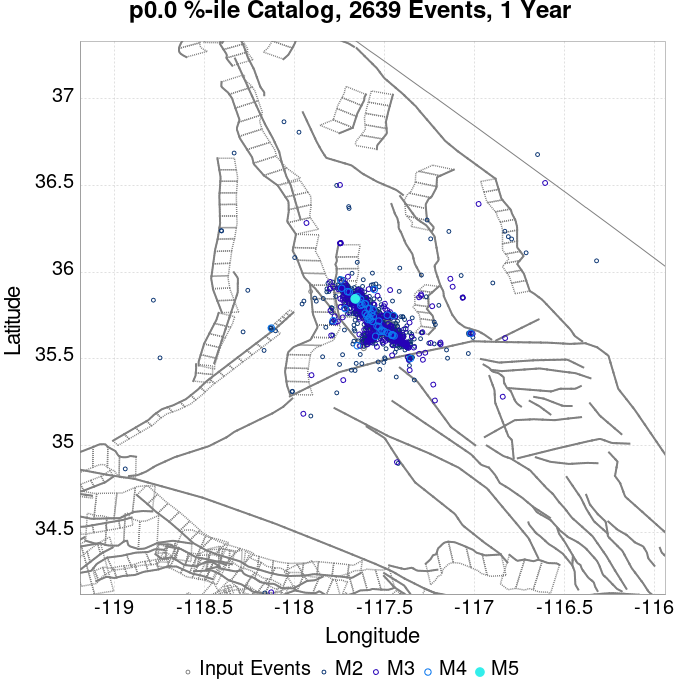 p0.0 %-ile Catalog, 2639 Events, 1 Year
37
36.5
36
35.5
35
34.5
Latitude
-119 -118.5 -118 -117.5 -117 -116.5 -116
Longitude
Input Events M2 M3 M4 M5